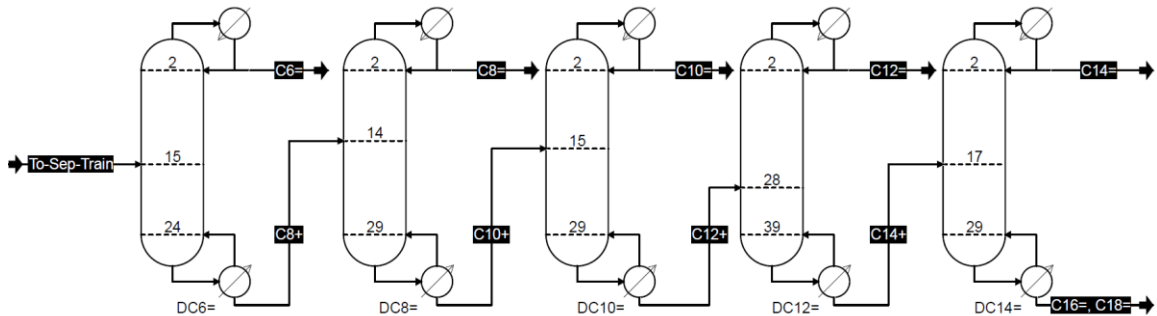 2
C6=
2
C8=
2
C10=
2
C12=
2
C14=
14
15
28
To-Sep-Train
15
17
24
C8+
29
C10+
29
C12+
39
C14+
29
DC6=
DC8=
DC10=
DC12=
DC14=
C16=, C18=